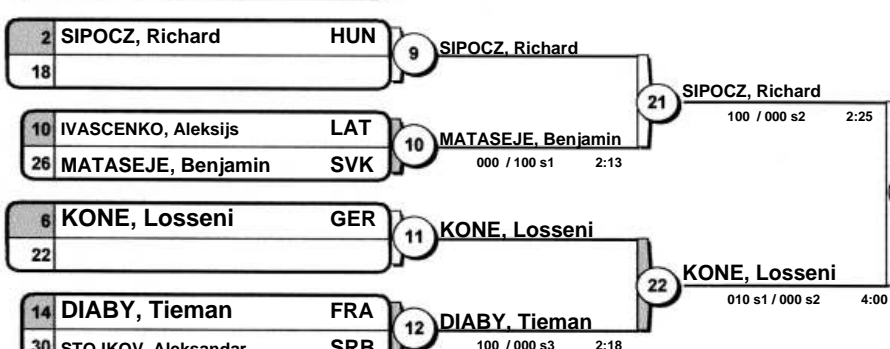 2 SIPOCZ, Richard HUN
18
9
SIPOCZ, Richard
10 IVASCENKO, Aleksijs LAT
26 MATASEJE, Benjamin SVK
10
MATASEJE, Benjamin
000 / 100 s1 2:13
21
SIPOCZ, Richard
100 / 000 s2 2:25
6 KONE, Losseni GER
22
11
KONE, Losseni
14 DIABY, Tieman FRA
30 STOJKOV, Aleksandar SRB
12
DIABY, Tieman
100 / 000 s3 2:18
22
KONE, Losseni
010 s1 / 000 s2 4:00